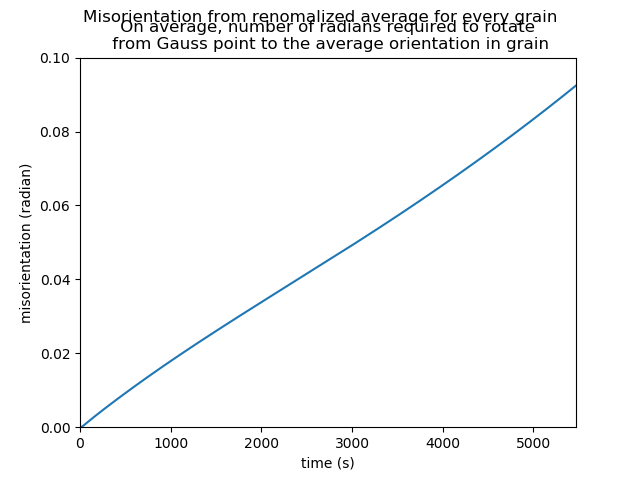 Misorientation from renomalized average for every grain
On average, number of radians required to rotate
from Gauss point to the average orientation in grain
0.10
0.08
0.06
0.04
0.02
0.00
misorientation (radian)
0 1000 2000 3000 4000 5000
time (s)